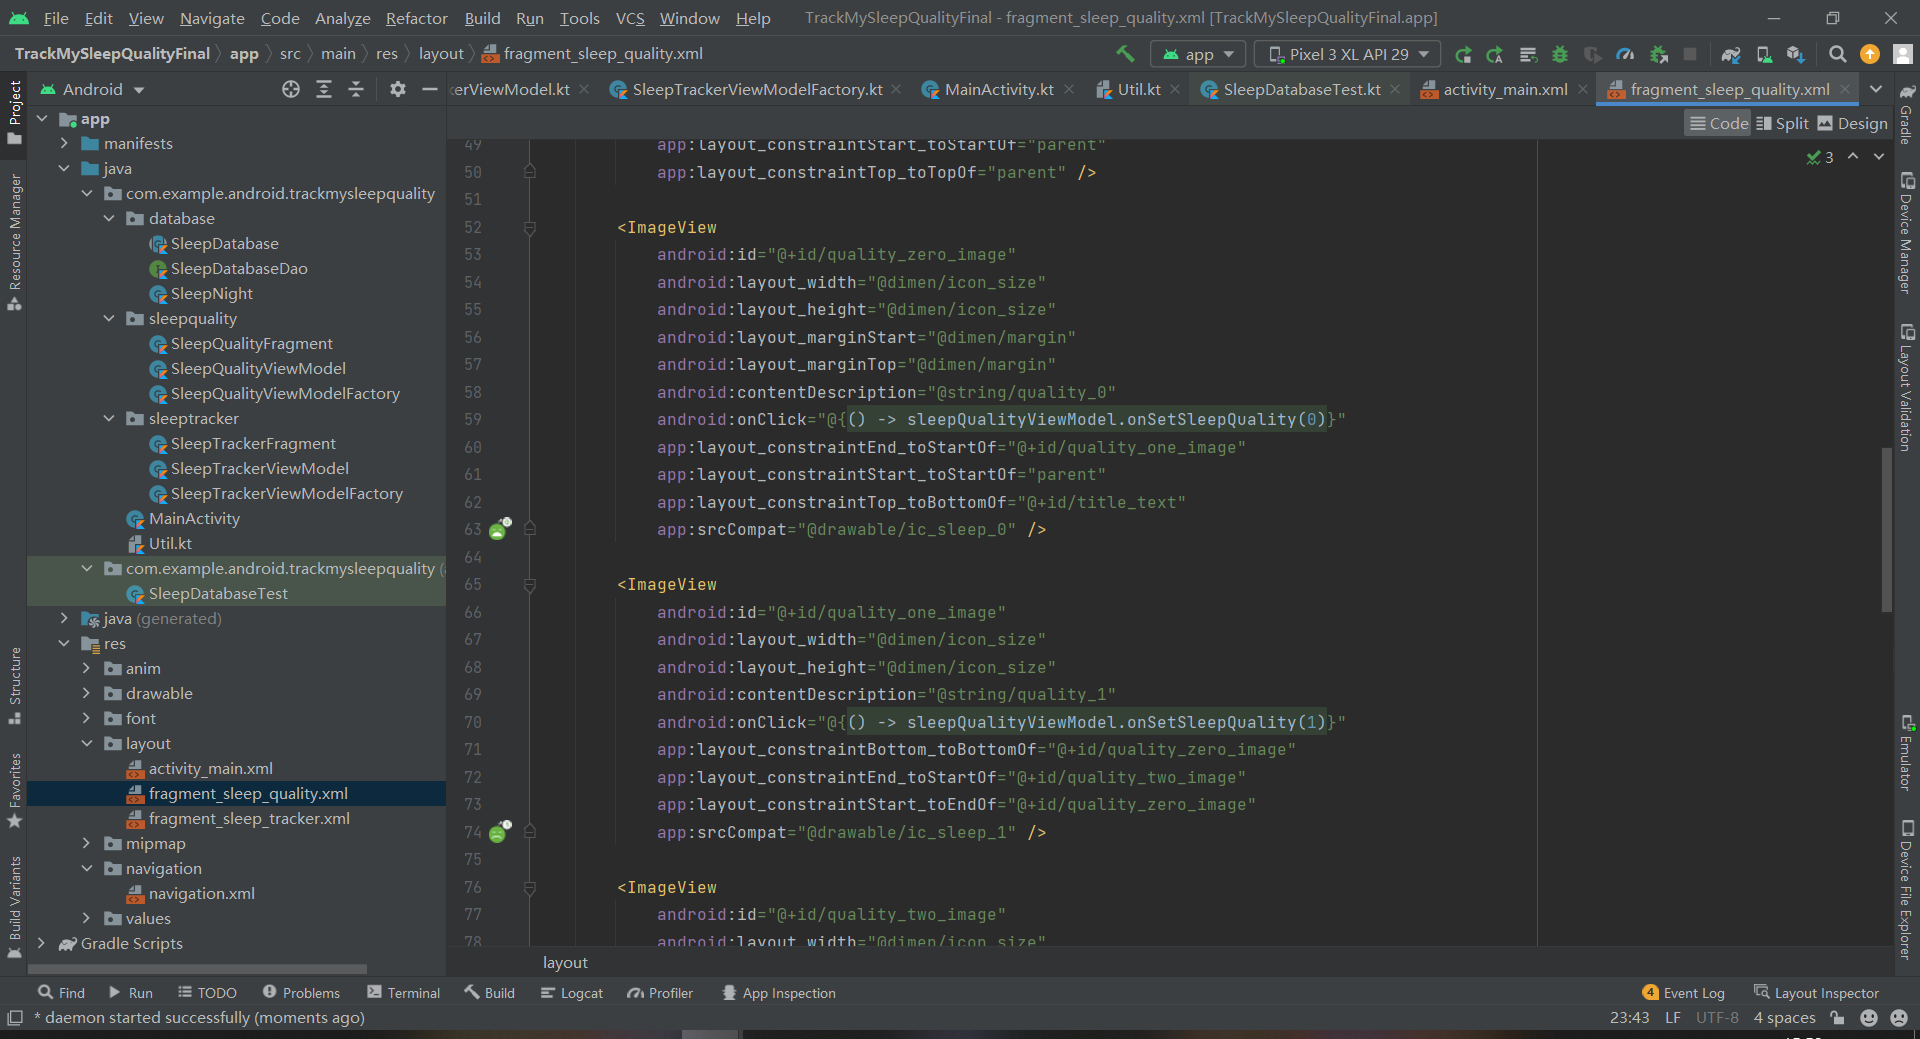 File Edit View Navigate Code Analyze Refactor Build Run Tools VCS Window Help TrackMySleepQualityFinal - fragment_sleep_quality.xml [TrackMySleepQualityFinal.app]
TrackMySleepQualityFinal app src main res layout fragment_sleep_quality.xml app Pixel 3 XL API 29
Android
kerViewModel.kt SleepTrackerViewModelFactory.kt MainActivity.kt Util.kt SleepDatabaseTest.kt activity_main.xml fragment_sleep_quality.xml
Code Split Design
3
Project
Resource Manager
Structure
Favorites
Build Variants
app
manifests
java
com.example.android.trackmysleepquality
database
SleepDatabase
SleepDatabaseDao
SleepNight
sleepquality
SleepQualityFragment
SleepQualityViewModel
SleepQualityViewModelFactory
sleeptracker
SleepTrackerFragment
SleepTrackerViewModel
SleepTrackerViewModelFactory
MainActivity
Util.kt
com.example.android.trackmysleepquality (
SleepDatabaseTest
java (generated)
res
anim
drawable
font
layout
activity_main.xml
fragment_sleep_quality.xml
fragment_sleep_tracker.xml
mipmap
navigation
navigation.xml
values
Gradle Scripts
49 app:layout_constraintStart_toStartOf="parent"
50 app:layout_constraintTop_toTopOf="parent" />
51
52 <ImageView
53 android:id="@+id/quality_zero_image"
54 android:layout_width="@dimen/icon_size"
55 android:layout_height="@dimen/icon_size"
56 android:layout_marginStart="@dimen/margin"
57 android:layout_marginTop="@dimen/margin"
58 android:contentDescription="@string/quality_0"
59 android:onClick="@{() -> sleepQualityViewModel.onSetSleepQuality(0)}"
60 app:layout_constraintEnd_toStartOf="@+id/quality_one_image"
61 app:layout_constraintStart_toStartOf="parent"
62 app:layout_constraintTop_toBottomOf="@+id/title_text"
63 app:srcCompat="@drawable/ic_sleep_0" />
64
65 <ImageView
66 android:id="@+id/quality_one_image"
67 android:layout_width="@dimen/icon_size"
68 android:layout_height="@dimen/icon_size"
69 android:contentDescription="@string/quality_1"
70 android:onClick="@{() -> sleepQualityViewModel.onSetSleepQuality(1)}"
71 app:layout_constraintBottom_toBottomOf="@+id/quality_zero_image"
72 app:layout_constraintEnd_toStartOf="@+id/quality_two_image"
73 app:layout_constraintStart_toEndOf="@+id/quality_zero_image"
74 app:srcCompat="@drawable/ic_sleep_1" />
75
76 <ImageView
77 android:id="@+id/quality_two_image"
78 android:layout_width="@dimen/icon_size"
layout
Gradle
Device Manager
Layout Validation
Emulator
Device File Explorer
Find Run TODO Problems Terminal Build Logcat Profiler App Inspection 4 Event Log Layout Inspector
* daemon started successfully (moments ago) 23:43 LF UTF-8 4 spaces